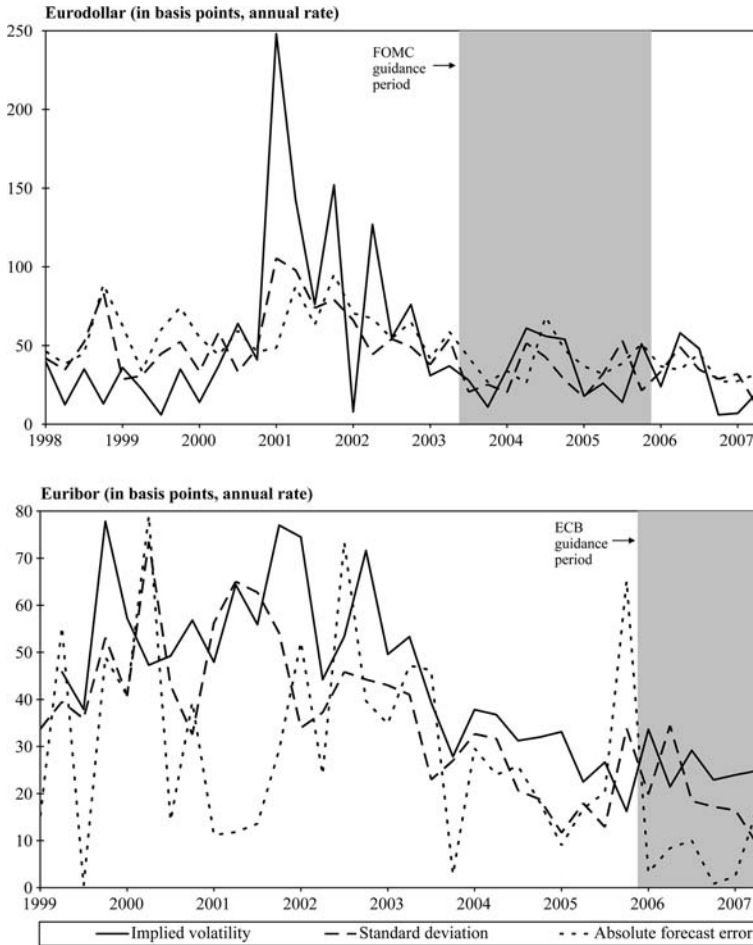 Eurodollar (in basis points, annual rate)
250
200
150
100
50
0
FOMC
guidance
period
1998 1999 2000 2001 2002 2003 2004 2005 2006 2007
Euribor (in basis points, annual rate)
80
70
60
50
40
30
20
10
0
ECB
guidance
period
1999 2000 2001 2002 2003 2004 2005 2006 2007
Implied volatility Standard deviation Absolute forecast error